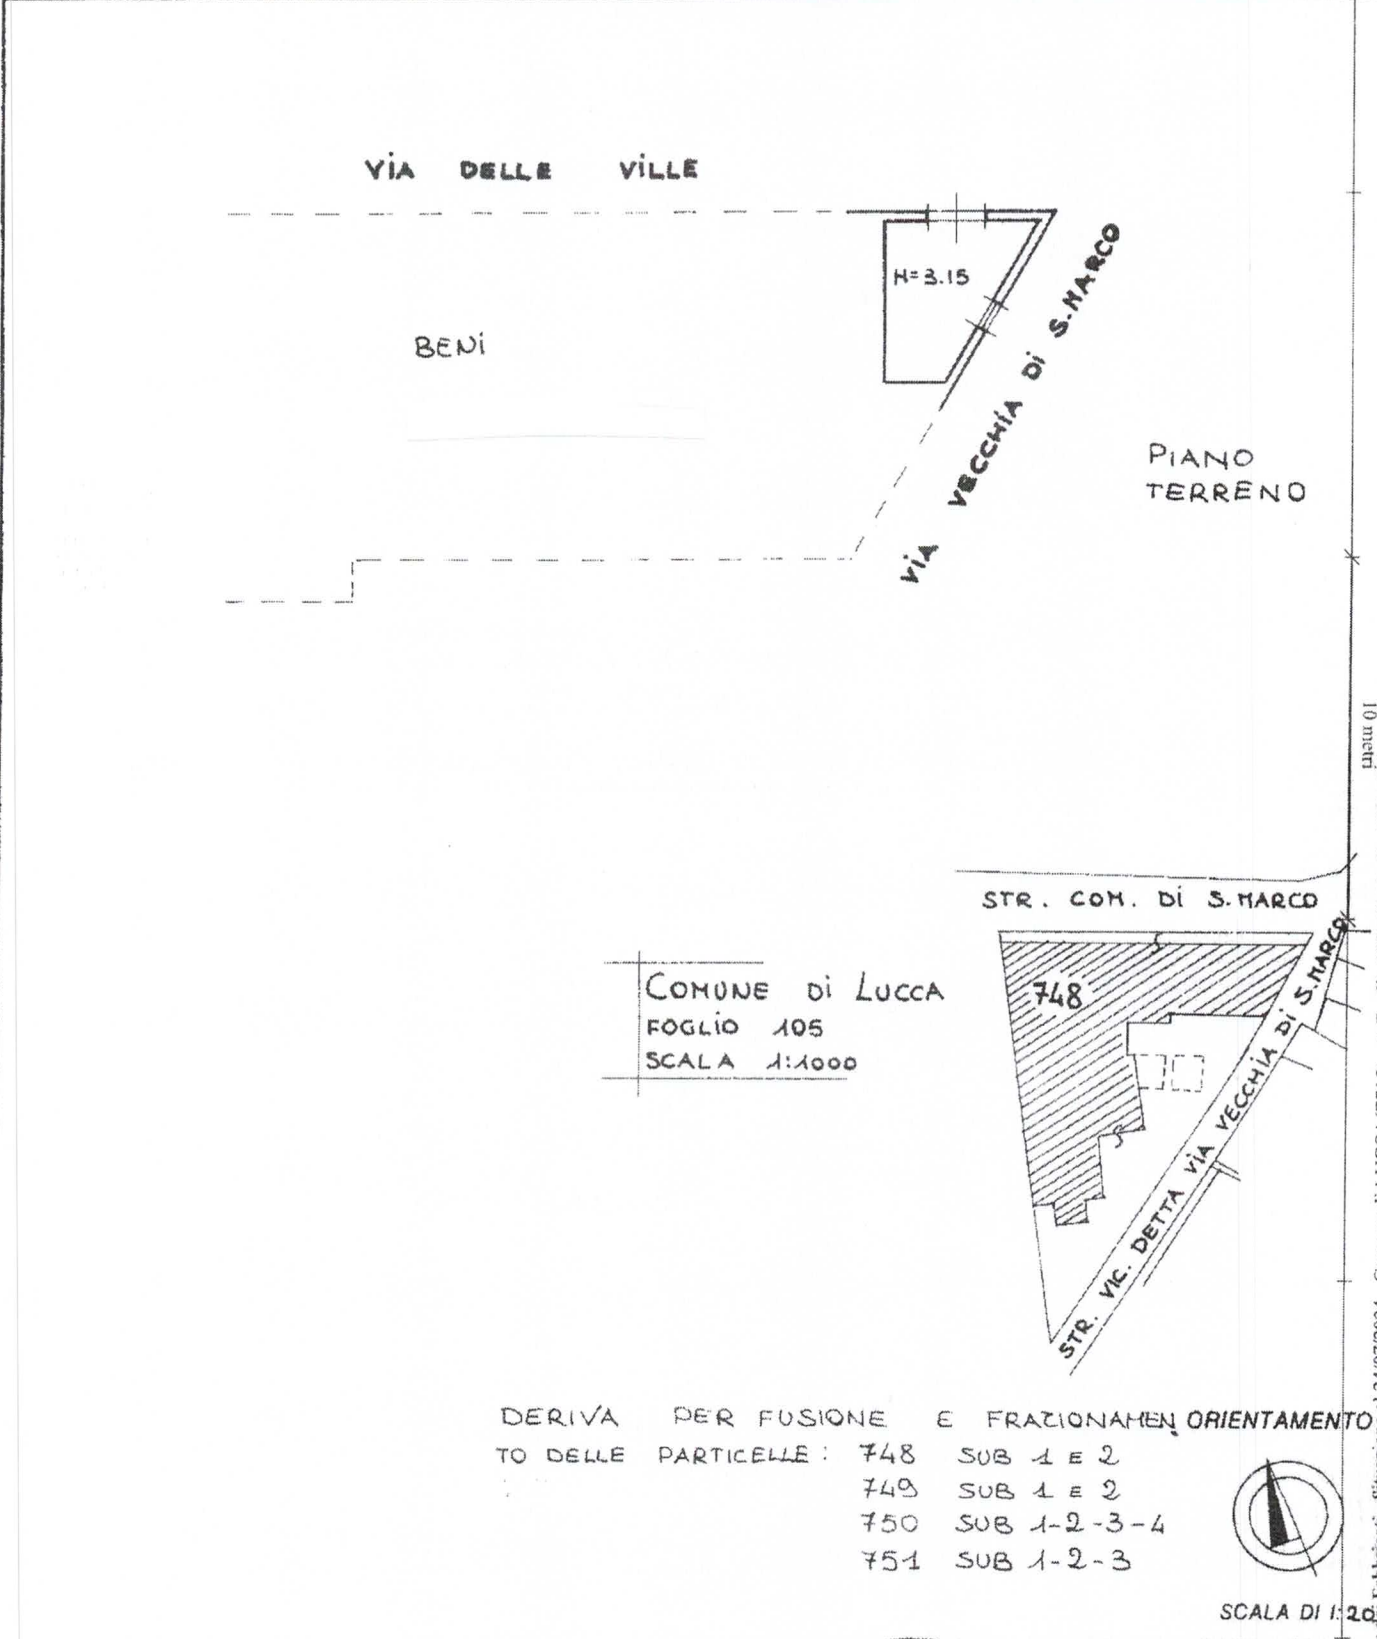 ViA DELLE ViLLE
H=3.15
BENi
ViA VECCHiA Di S.MARCO
PiANO
TERRENO
10 metri
STR. COM. Di S.MARCO
748
COMUNE Di LUCCA
FOGLiO 105
SCALA 1:1000
STR. VIC. DETTA ViA VECCHiA Di S.MARCO
DERIVA PER FUSIONE E FRAZIONAMEN
TO DELLE PARTICELLE: 748 SUB 1 E 2
749 SUB 1 E 2
750 SUB 1-2-3-4
751 SUB 1-2-3
ORIENTAMENTO
SCALA DI 1:20